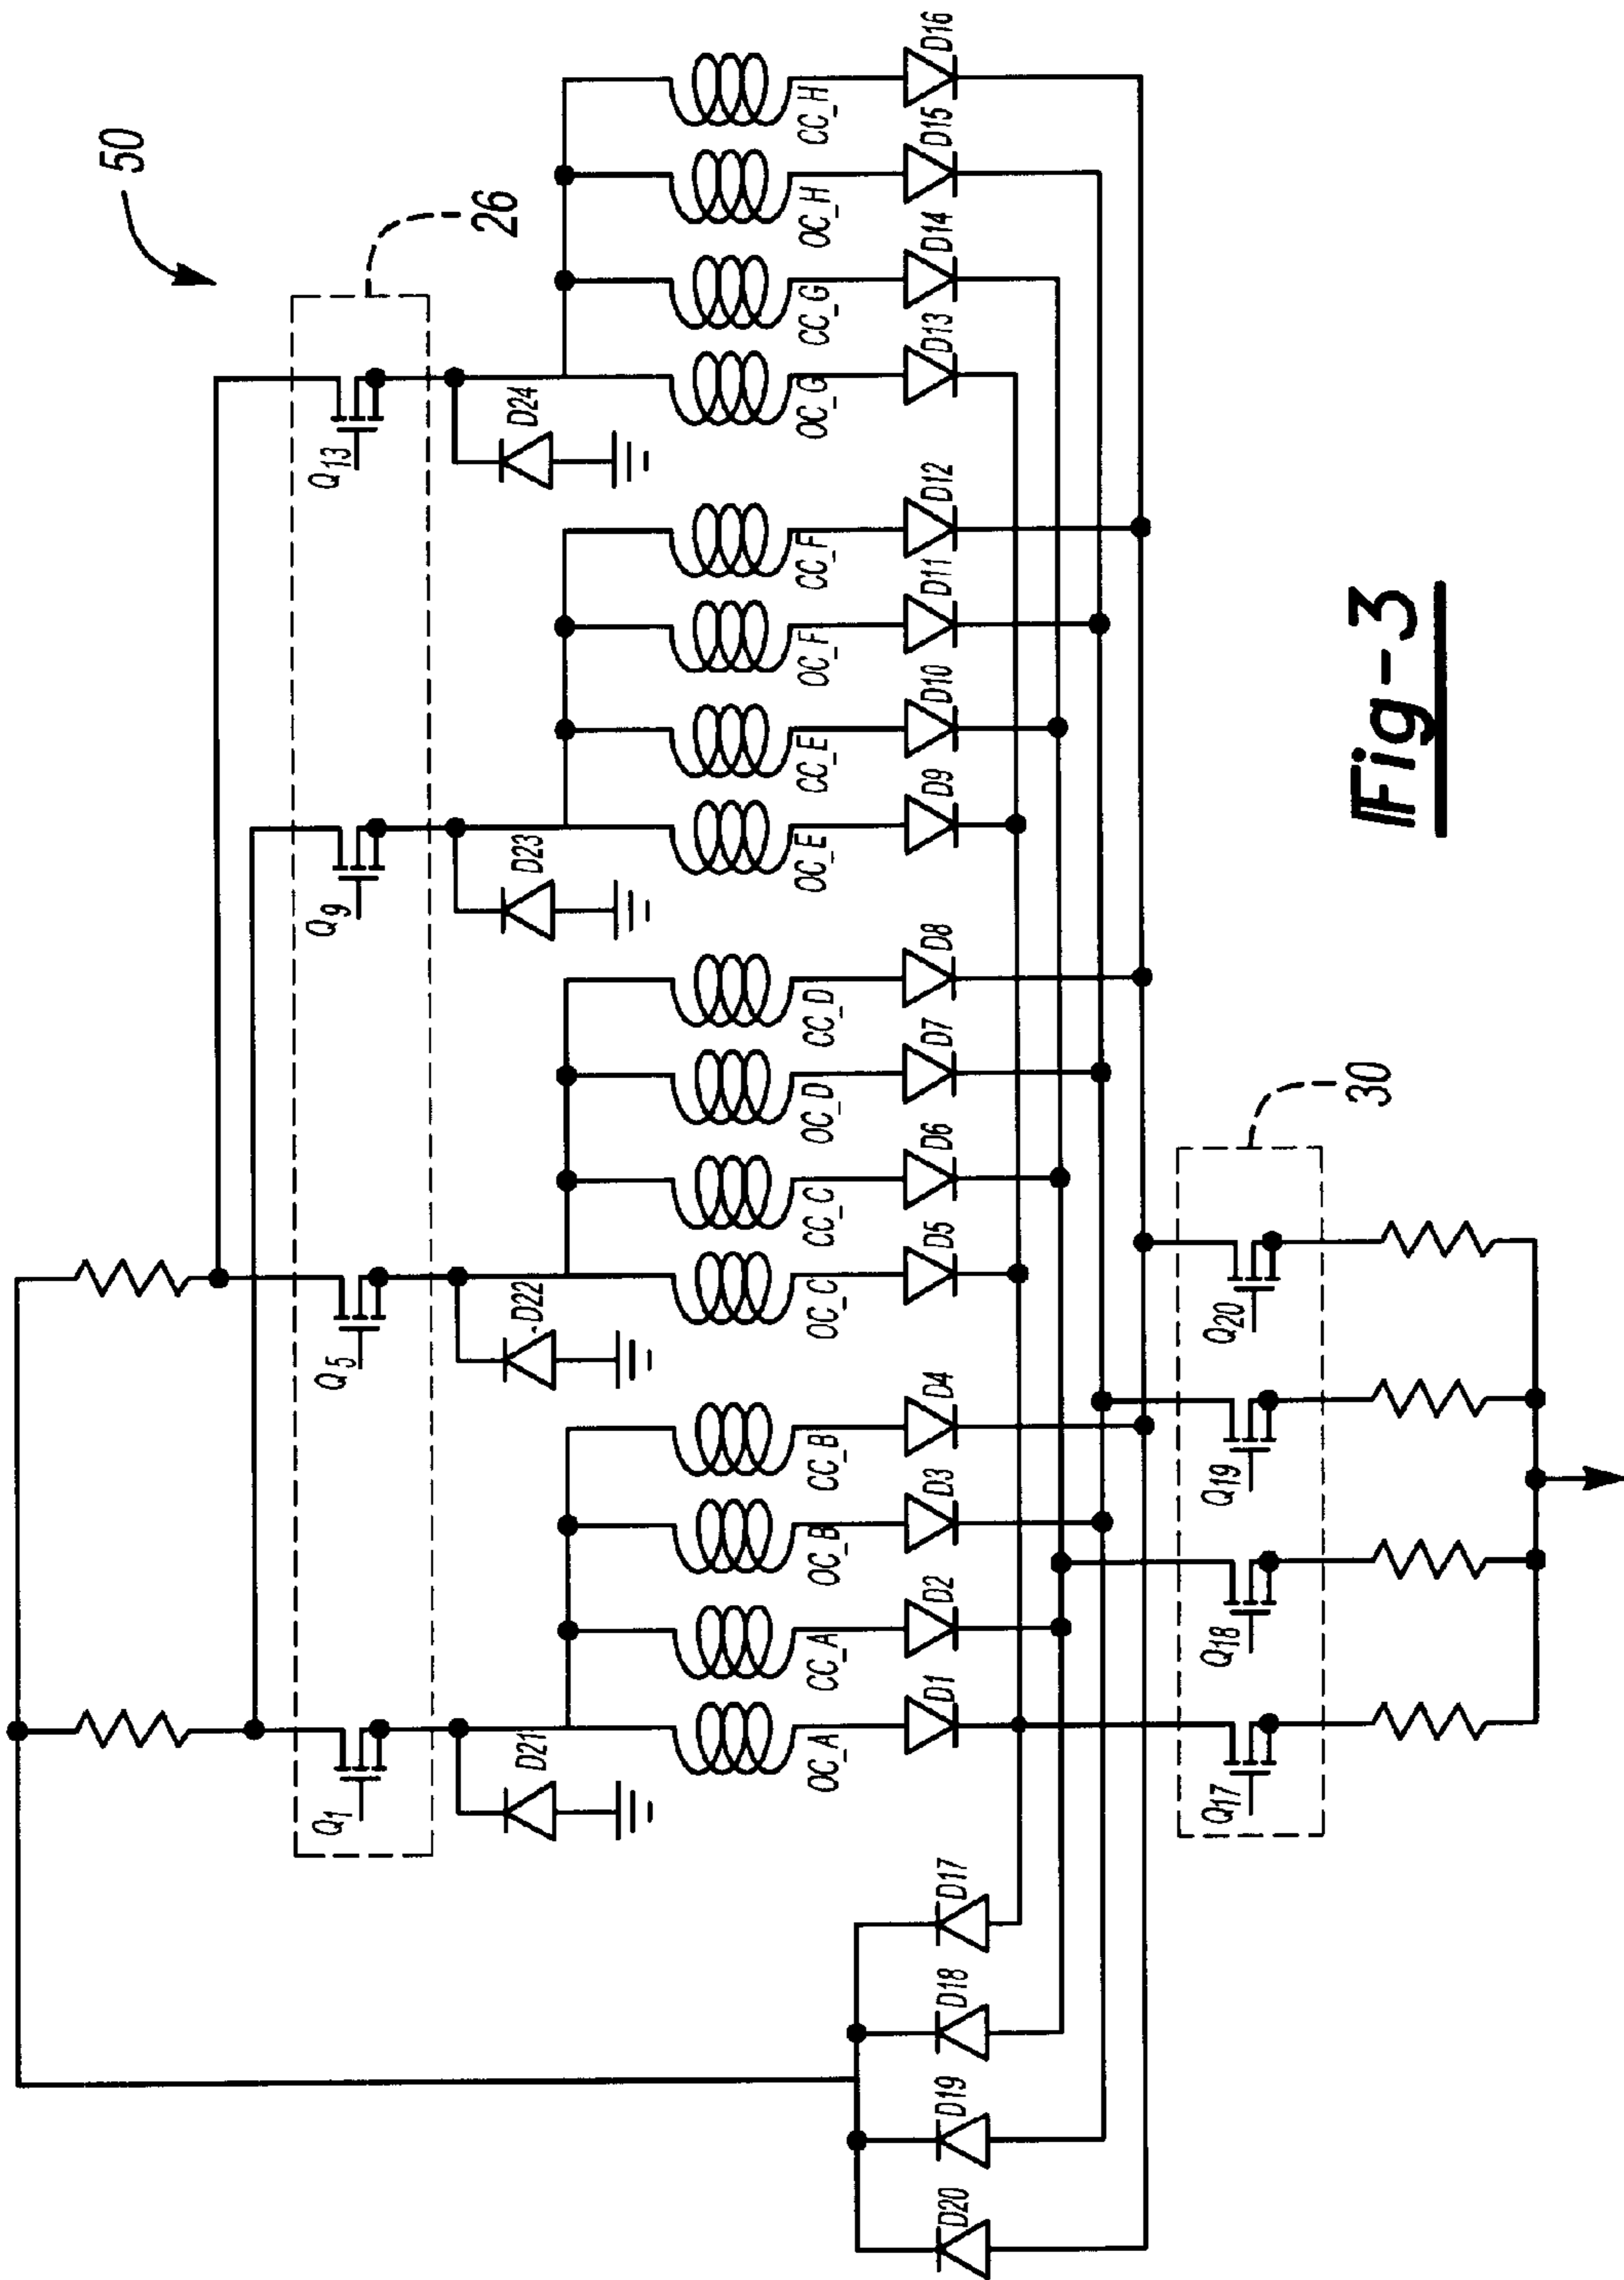 50
26
Q1
Q5
Q9
Q13
D21
D22
D23
D24
OC_A
CC_A
OC_B
CC_B
OC_C
CC_C
OC_D
CC_D
OC_E
CC_E
OC_F
CC_F
OC_G
CC_G
OC_H
CC_H
D1
D2
D3
D4
D5
D6
D7
D8
D9
D10
D11
D12
D13
D14
D15
D16
D20
D19
D18
D17
30
Q17
Q18
Q19
Q20
Fig-3